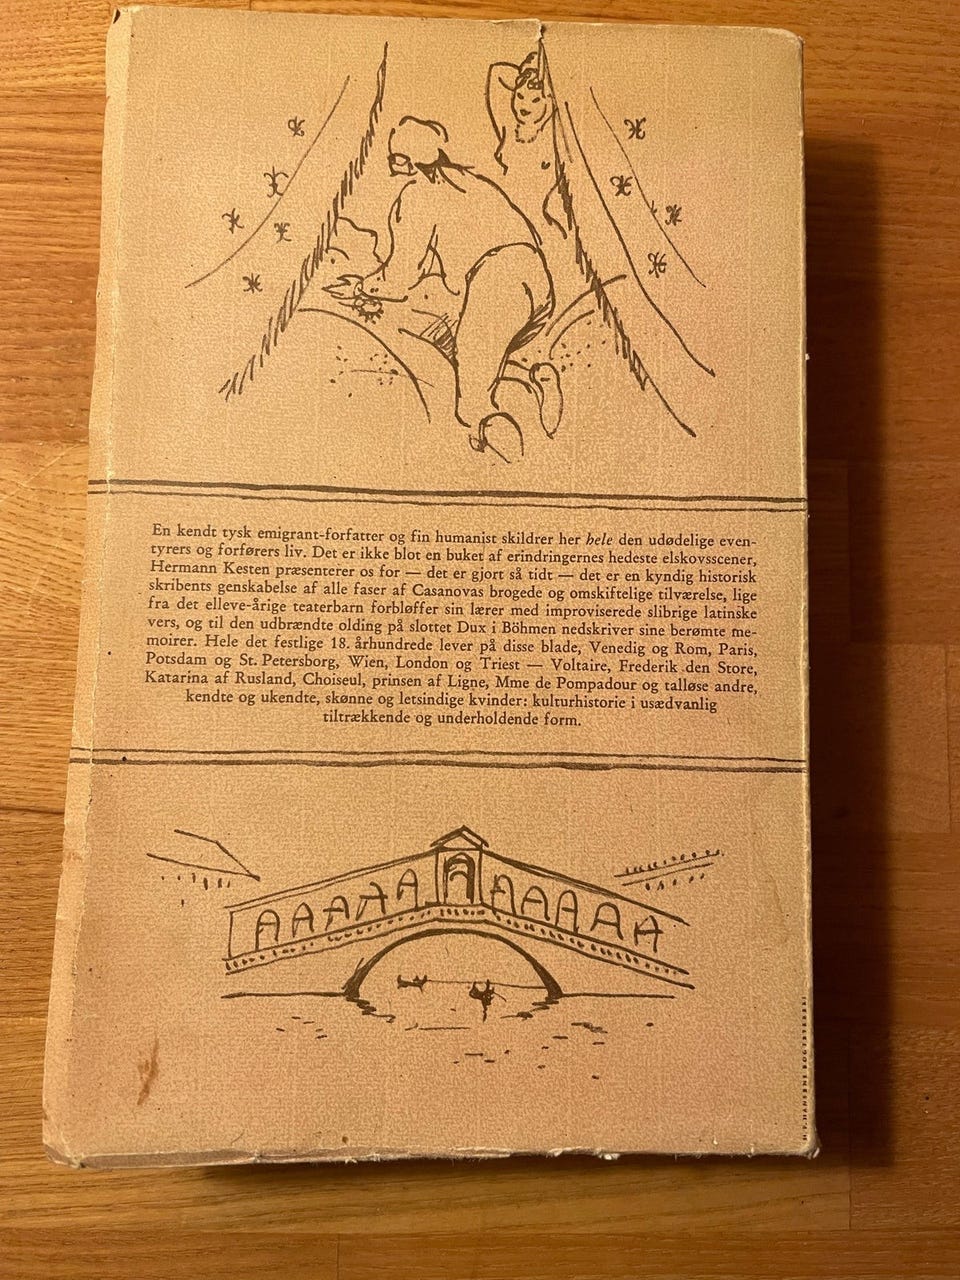 En kendt tysk emigrant-forfatter og fin humanist skildrer her hele den udødelige even-
tyrers og forførers liv. Det er ikke blot en buket af erindringernes hedeste elskovsscener,
Hermann Kesten præsenterer os for — det er gjort så tidt — det er en kyndig historisk
skribents genskabelse af alle faser af Casanovas brogede og omskiftelige tilværelse, lige
fra det elleve-årige teaterbarn forbløffer sin lærer med improviserede slibrige latinske
vers, og til den udbrændte olding på slottet Dux i Böhmen nedskriver sine berømte me-
moirer. Hele det festlige 18. århundrede lever på disse blade, Venedig og Rom, Paris,
Potsdam og St. Petersborg, Wien, London og Triest — Voltaire, Frederik den Store,
Katarina af Rusland, Choiseul, prinsen af Ligne, Mme de Pompadour og talløse andre,
kendte og ukendte, skønne og letsindige kvinder: kulturhistorie i usædvanlig
tiltrækkende og underholdende form.
HANSENS BOGTRYKKERI